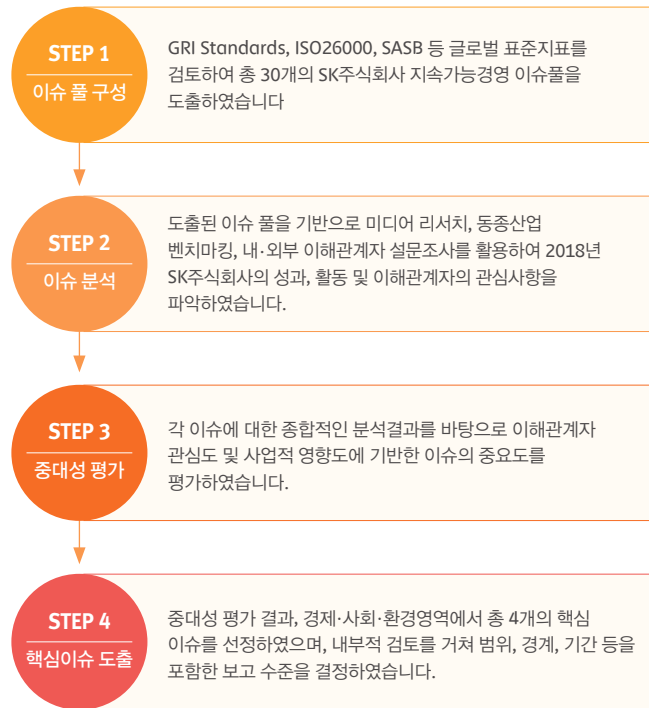 STEP 1
이슈 풀 구성
GRI Standards, ISO26000, SASB 등 글로벌 표준지표를
검토하여 총 30개의 SK주식회사 지속가능경영 이슈풀을
도출하였습니다
STEP 2
이슈 분석
도출된 이슈 풀을 기반으로 미디어 리서치, 동종산업
벤치마킹, 내·외부 이해관계자 설문조사를 활용하여 2018년
SK주식회사의 성과, 활동 및 이해관계자의 관심사항을
파악하였습니다.
STEP 3
중대성 평가
각 이슈에 대한 종합적인 분석결과를 바탕으로 이해관계자
관심도 및 사업적 영향도에 기반한 이슈의 중요도를
평가하였습니다.
STEP 4
핵심이슈 도출
중대성 평가 결과, 경제·사회·환경영역에서 총 4개의 핵심
이슈를 선정하였으며, 내부적 검토를 거쳐 범위, 경계, 기간 등을
포함한 보고 수준을 결정하였습니다.